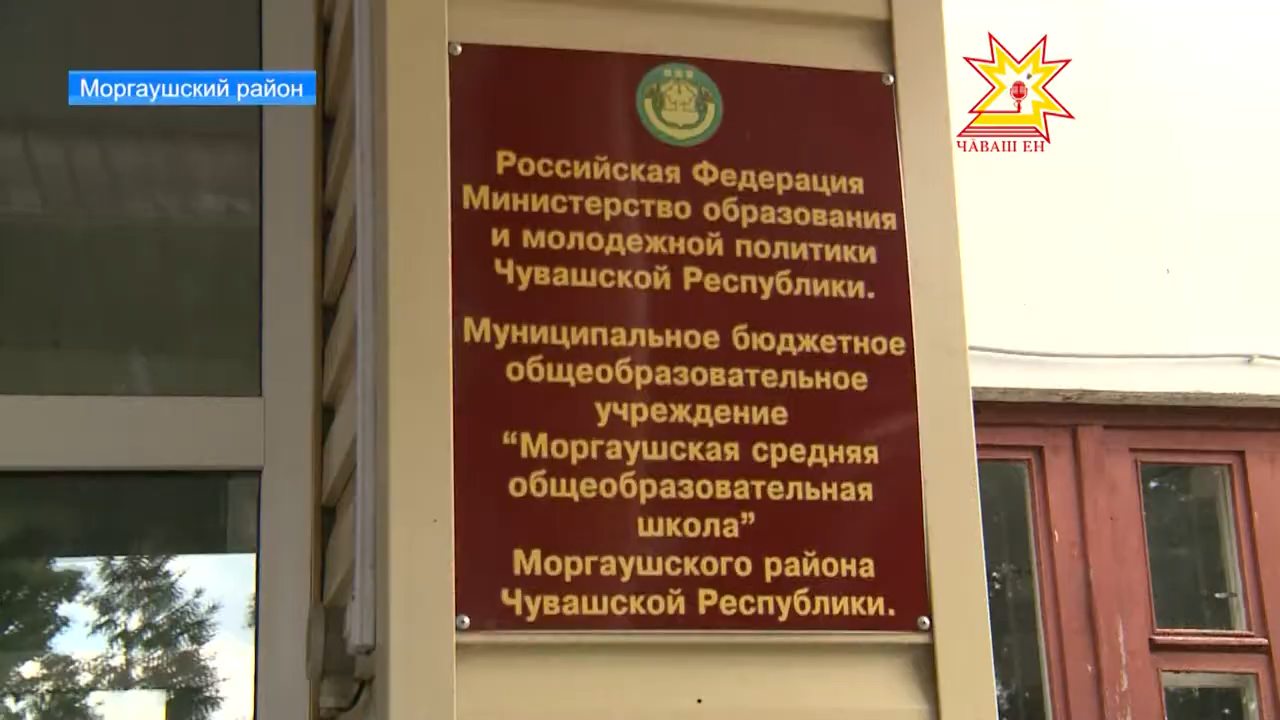 Моргаушский район
ЧӐВАШ ЕН
Российская Федерация
Министерство образования
и молодежной политики
Чувашской Республики.
Муниципальное бюджетное
общеобразовательное
учреждение
“Моргаушская средняя
общеобразовательная
школа”
Моргаушского района
Чувашской Республики.